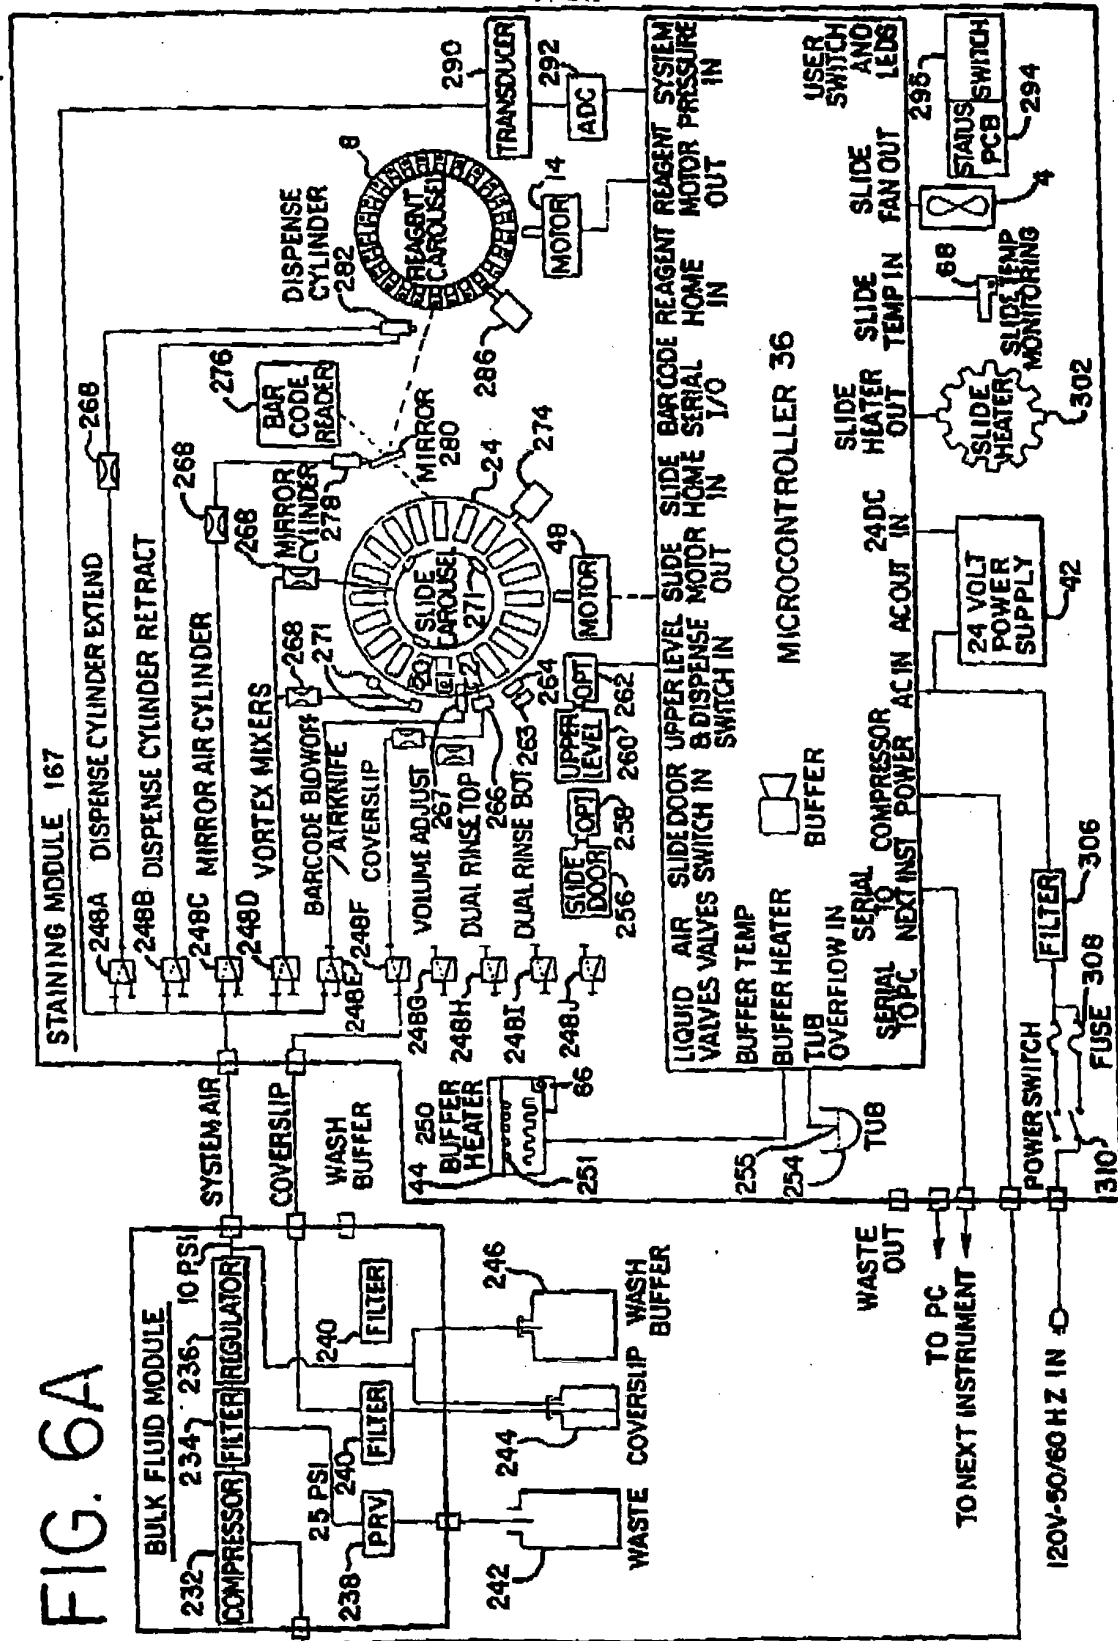 FIG. 6A
BULK FLUID MODULE
232
234
236
10 PSI
COMPRESSOR
FILTER
RIGULATOR
25 PSI
240
240
238
PRV
FILTER
FILTER
SYSTEM AIR
COVERSLIP
WASH
BUFFER
242
244
246
WASTE
COVERSLIP
WASH
BUFFER
STAINING MODULE 167
248A
DISPENSE CYLINDER EXTEND
248B
DISPENSE CYLINDER RETRACT
248C
MIRROR AIR CYLINDER
248D
VORTEX MIXERS
248E
BARCODE BLOWOFF
/ AIRKNIFE
248F
COVERSLIP
248G
VOLUME ADJUST
248H
DUAL RINSE TOP
248I
DUAL RINSE BOT
248J
268
268
268
268
271
267
266
263
264
MIRROR
CYLINDER
278
276
BAR
CODE
READER
MIRROR
280
24
SLIDE
CAROUSEL
271
274
48
MOTOR
DISPENSE
CYLINDER
282
8
REAGENT
CAROUSEL
286
14
MOTOR
290
TRANSDUCER
292
ADC
SLIDE
DOOR
OPT
256
258
UPPER
LEVEL
OPT
260
262
44
250
BUFFER
HEATER
251
66
255
254
TUB
LIQUID
VALVES
AIR
VALVES
SLIDE DOOR
SWITCH IN
UPPER LEVEL
& DISPENSE
SWITCH IN
SLIDE
MOTOR
OUT
SLIDE
HOME
IN
BARCODE
SERIAL
I/O
REAGENT
HOME
IN
REAGENT
MOTOR
OUT
SYSTEM
PRESSURE
IN
BUFFER TEMP
BUFFER HEATER
TUB
OVERFLOW IN
BUFFER
MICROCONTROLLER 36
SERIAL
TO PC
SERIAL
TO
NEXT INST
COMPRESSOR
POWER
AC IN
AC OUT
24DC
IN
SLIDE
HEATER
OUT
SLIDE
TEMP IN
SLIDE
FAN OUT
USER
SWITCH
AND
LEDS
POWER SWITCH
310
FUSE
308
FILTER
306
24 VOLT
POWER
SUPPLY
42
SLIDE
HEATER
302
68
SLIDE TEMP
MONITORING
4
STATUS
PCB
SWITCH
294
WASTE
OUT
TO PC
TO NEXT INSTRUMENT
120V-50/60 HZ IN